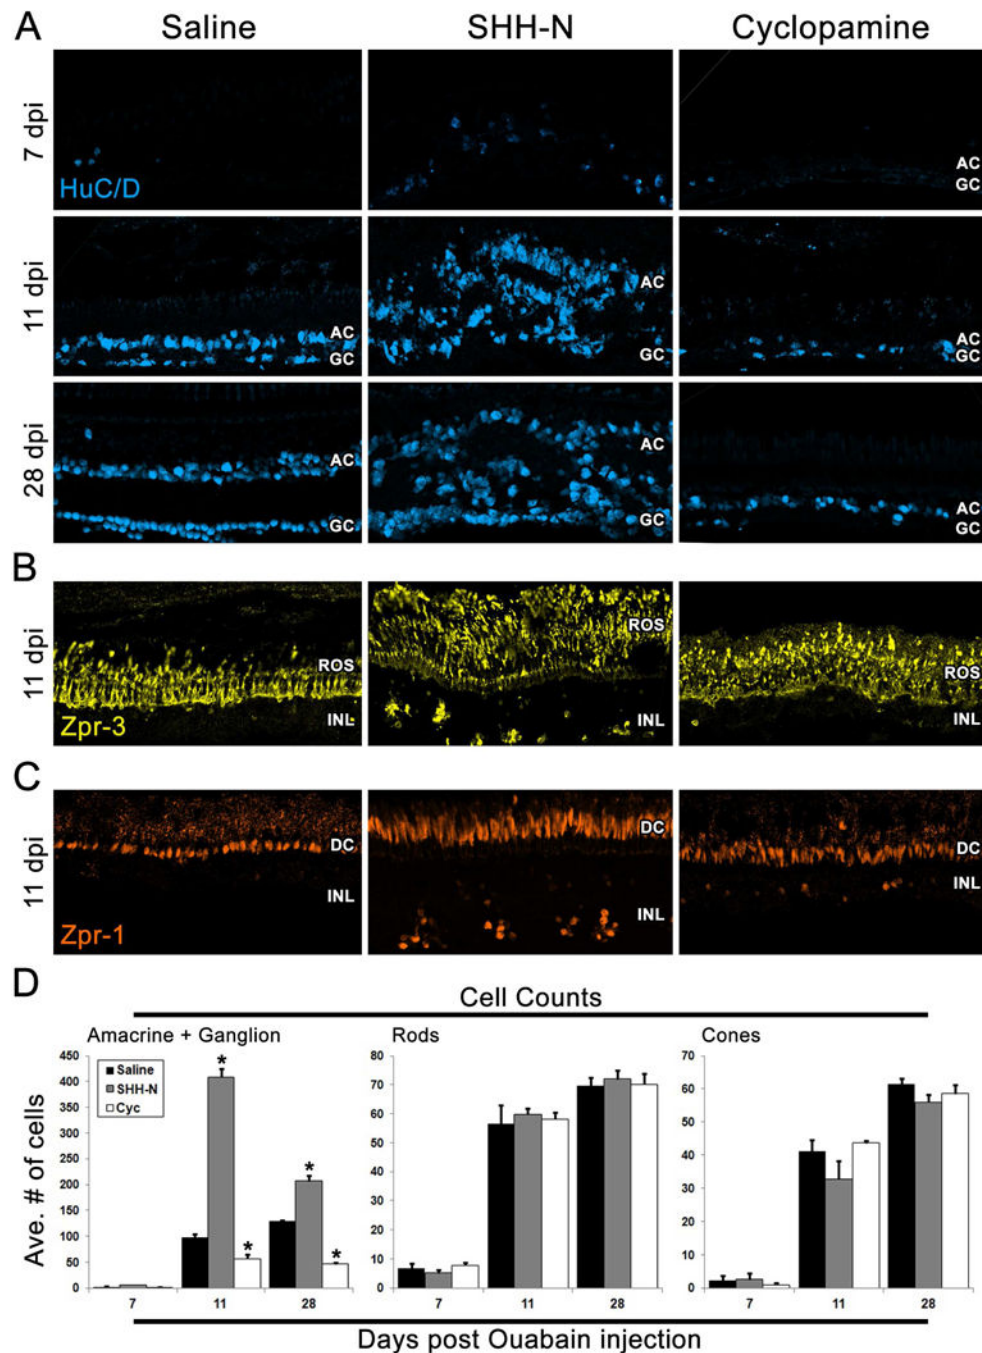 A Saline SHH-N Cyclopamine
7 dpi
HuC/D
AC
GC
11 dpi
AC
GC
AC
GC
AC
GC
28 dpi
AC
GC
AC
GC
AC
GC
B
11 dpi
ROS
INL
Zpr-3
ROS
INL
ROS
INL
C
11 dpi
DC
INL
Zpr-1
DC
INL
DC
INL
D
Cell Counts
Amacrine + Ganglion Rods Cones
Ave. # of cells
450
400
350
300
250
200
150
100
50
0
Saline
SHH-N
Cyc
*
*
*
*
7 11 28
80
70
60
50
40
30
20
10
0
7 11 28
70
60
50
40
30
20
10
0
7 11 28
Days post Ouabain injection